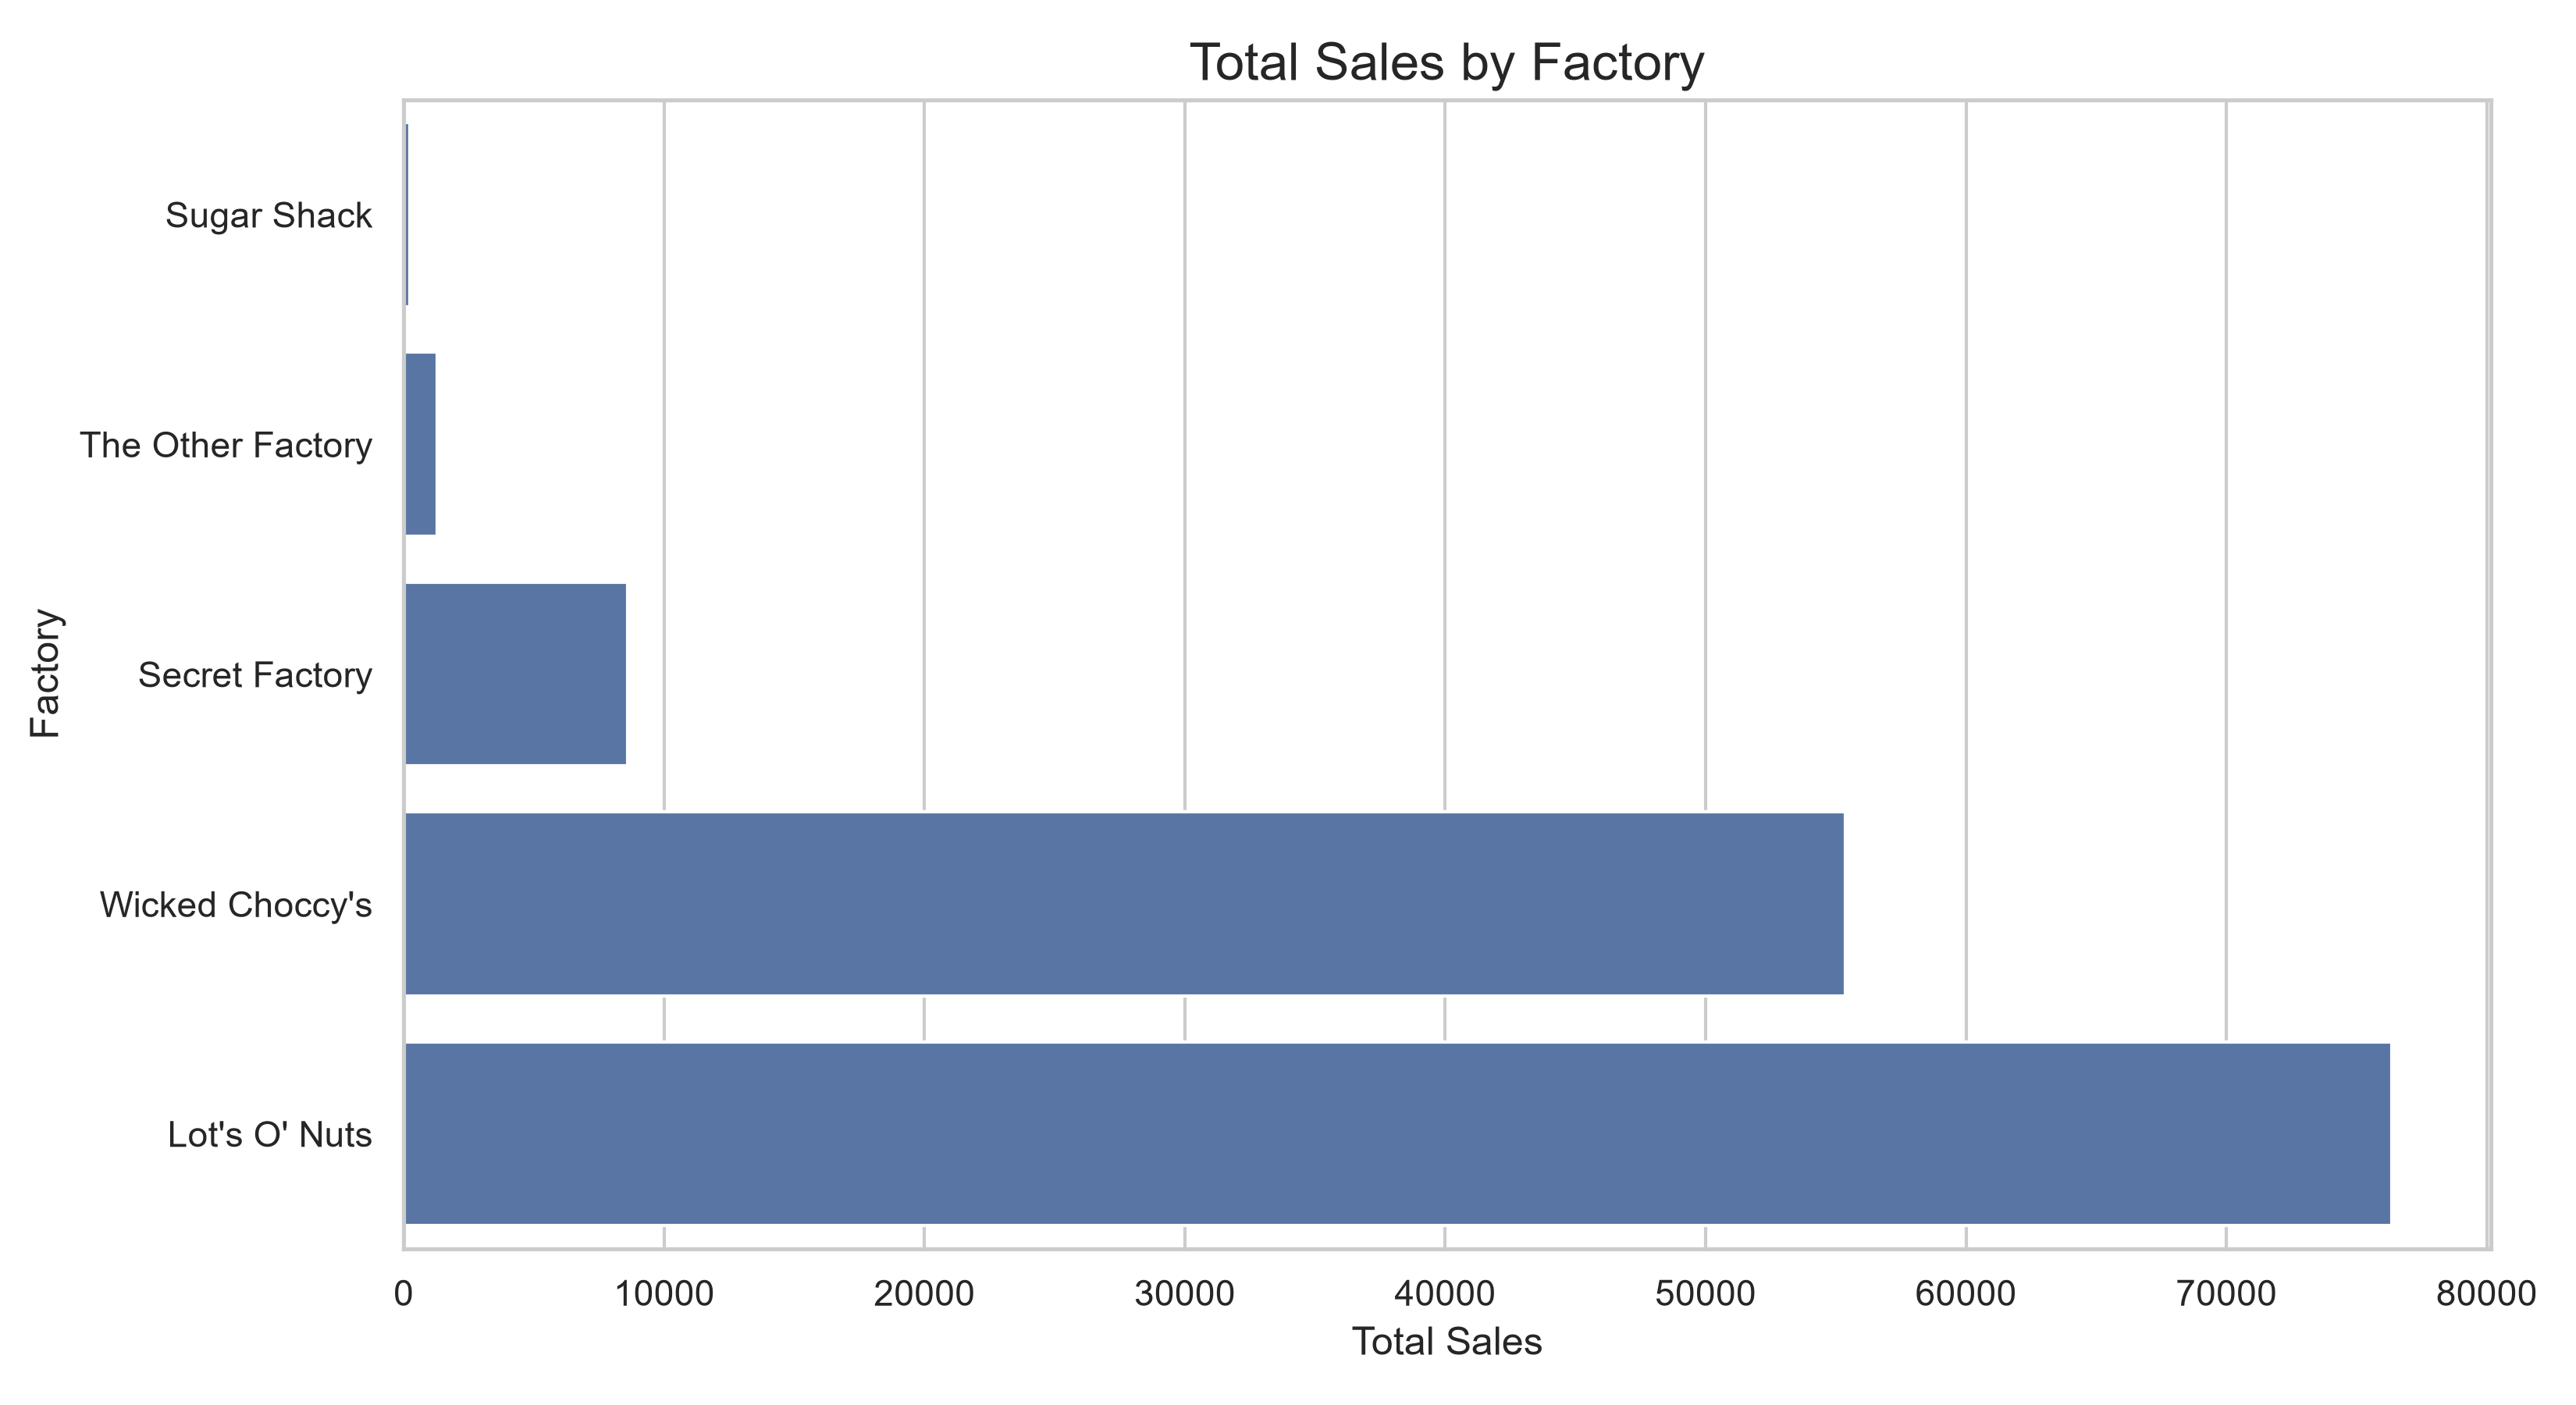 Total Sales by Factory
Sugar Shack
The Other Factory
Secret Factory
Wicked Choccy's
Lot's O' Nuts
Factory
0 10000 20000 30000 40000 50000 60000 70000 80000
Total Sales